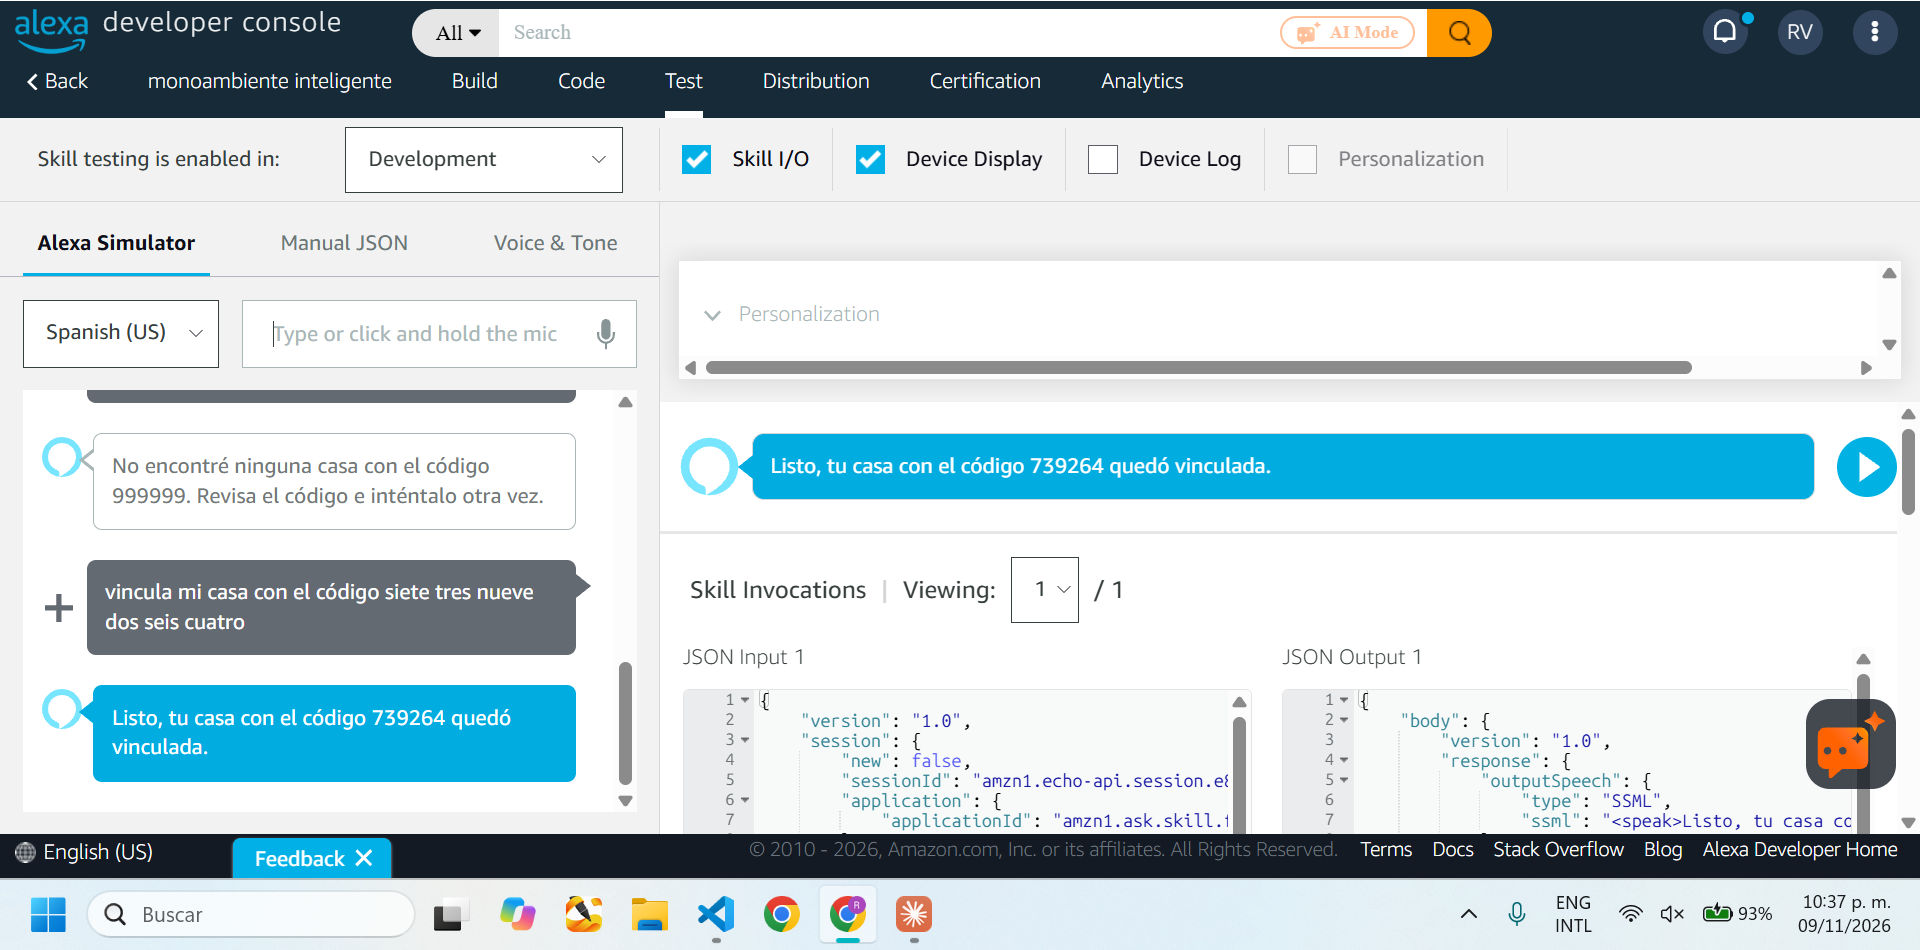 alexa developer console
All
Search
AI Mode
RV
Back
monoambiente inteligente
Build
Code
Test
Distribution
Certification
Analytics
Skill testing is enabled in:
Development
Skill I/O
Device Display
Device Log
Personalization
Alexa Simulator
Manual JSON
Voice & Tone
Spanish (US)
Type or click and hold the mic
No encontré ninguna casa con el código
999999. Revisa el código e inténtalo otra vez.
vincula mi casa con el código siete tres nueve
dos seis cuatro
Listo, tu casa con el código 739264 quedó
vinculada.
Personalization
Listo, tu casa con el código 739264 quedó vinculada.
Skill Invocations | Viewing: 1 / 1
JSON Input 1
1 {
2 "version": "1.0",
3 "session": {
4 "new": false,
5 "sessionId": "amzn1.echo-api.session.e8
6 "application": {
7 "applicationId": "amzn1.ask.skill.f
JSON Output 1
1 {
2 "body": {
3 "version": "1.0",
4 "response": {
5 "outputSpeech": {
6 "type": "SSML",
7 "ssml": "<speak>Listo, tu casa co
English (US)
Feedback
© 2010 - 2026, Amazon.com, Inc. or its affiliates. All Rights Reserved.
Terms
Docs
Stack Overflow
Blog
Alexa Developer Home
Buscar
R
ENG
INTL
93%
10:37 p. m.
09/11/2026